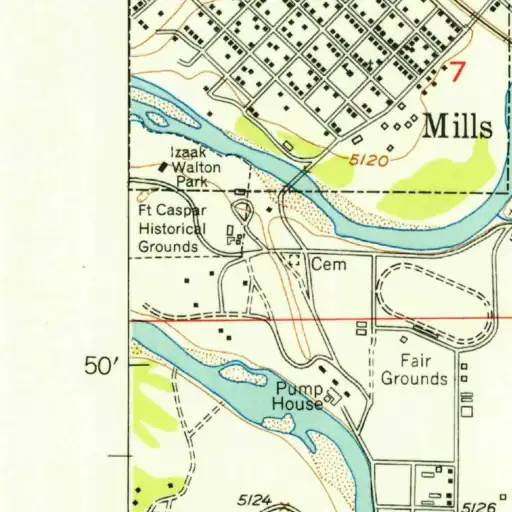 7
Mills
5120
Izaak
Walton
Park
Ft Caspar
Historical
Grounds
Cem
50'
Fair
Grounds
Pump
House
5124
5126